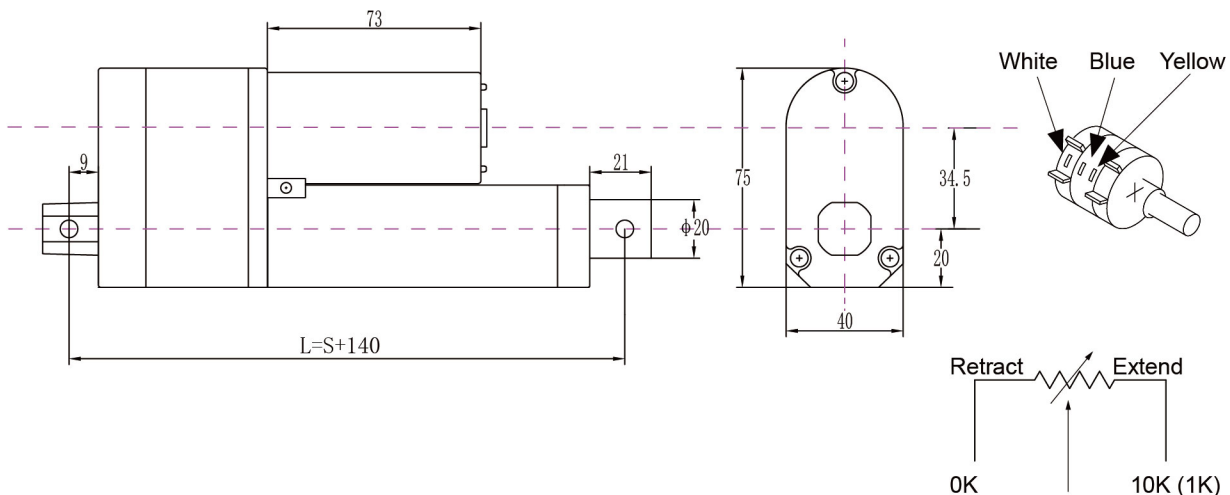 73
9
21
Φ20
L=S+140
75
34.5
20
40
White Blue Yellow
X
Retract Extend
0K 10K (1K)